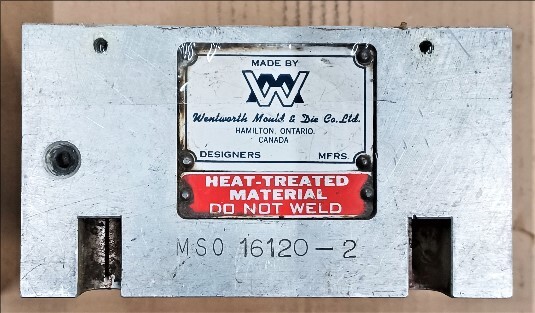 MADE BY
W
Wentworth Mould & Die Co. Ltd.
HAMILTON, ONTARIO.
CANADA
DESIGNERS MFRS.
HEAT-TREATED
MATERIAL
DO NOT WELD
MSO 16120-2